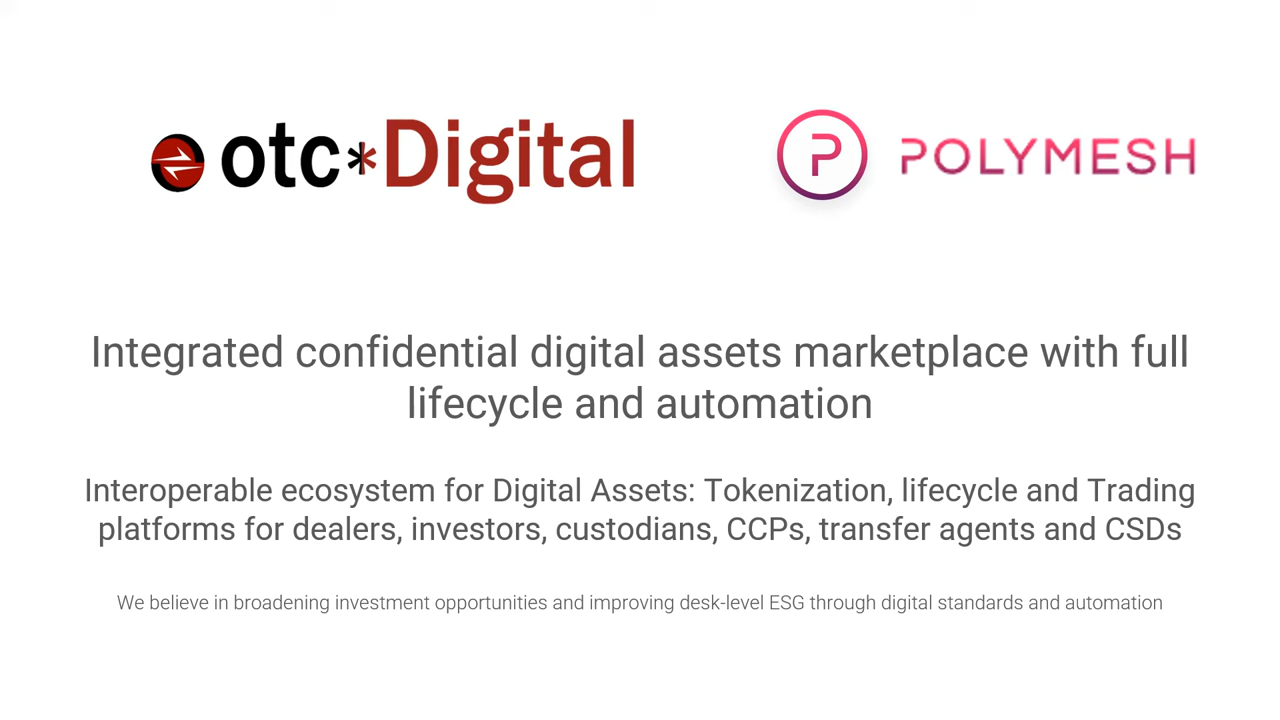 otc*Digital
P POLYMESH
Integrated confidential digital assets marketplace with full
lifecycle and automation
Interoperable ecosystem for Digital Assets: Tokenization, lifecycle and Trading
platforms for dealers, investors, custodians, CCPs, transfer agents and CSDs
We believe in broadening investment opportunities and improving desk-level ESG through digital standards and automation